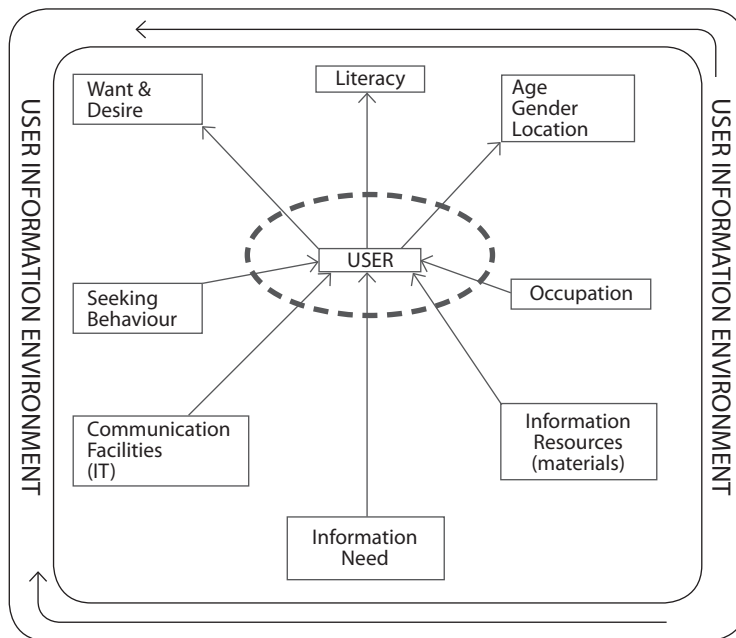 USER INFORMATION ENVIRONMENT
Want &
Desire
Literacy
Age
Gender
Location
USER
Seeking
Behaviour
Occupation
Communication
Facilities
(IT)
Information
Resources
(materials)
Information
Need
USER INFORMATION ENVIRONMENT